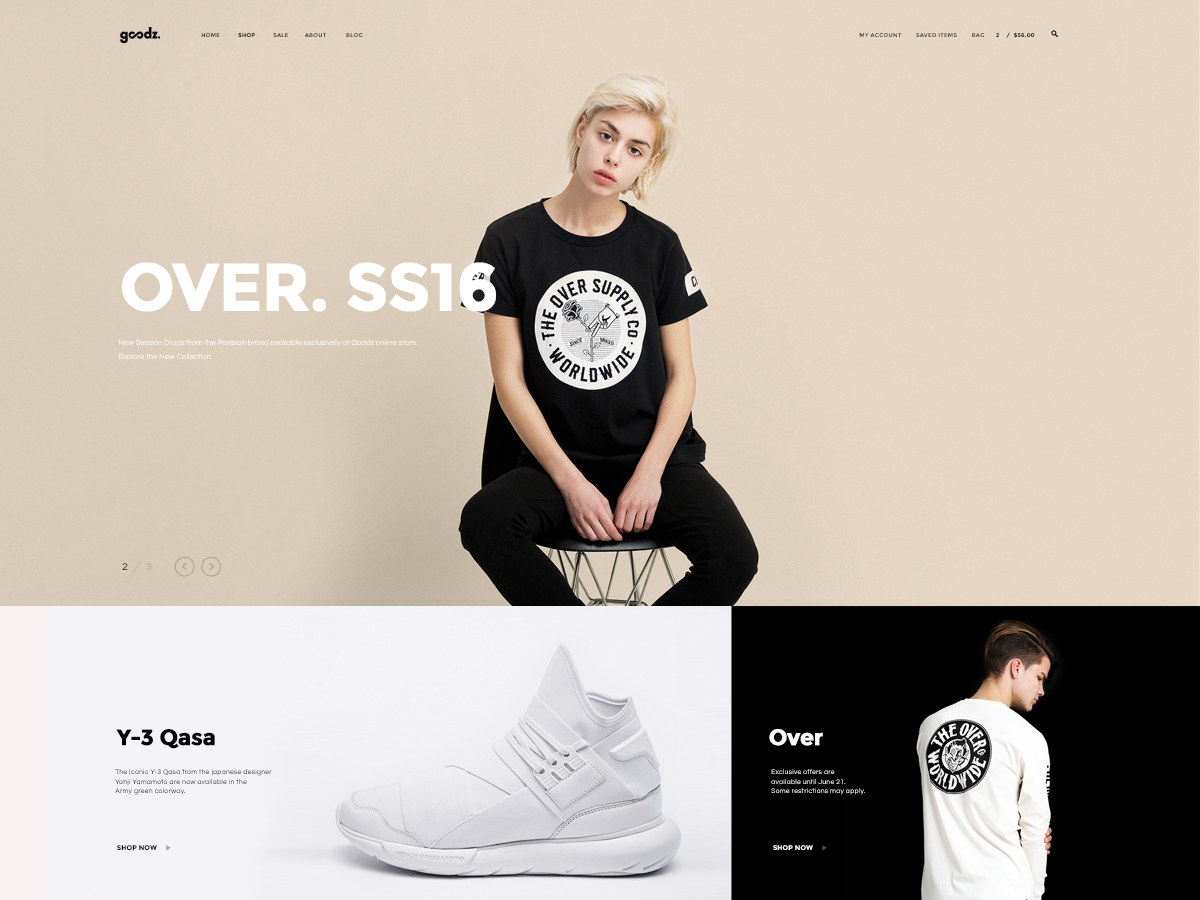 goodz.
HOME SHOP SALE ABOUT BLOG
MY ACCOUNT SAVED ITEMS BAG 2 / $56.00
OVER. SS16
New Season Drops from the Parisian brand available exclusively at Goodz online store.
Explore the New Collection
THE OVER SUPPLY CO
SINCE
· WORLDWIDE ·
2 / 3
Y-3 Qasa
The iconic Y-3 Qasa from the japanese designer
Yohji Yamamoto are now available in the
Army green colorway.
SHOP NOW
YOHJI YAMAMOTO
Over
Exclusive offers are
available until June 21.
Some restrictions may apply.
SHOP NOW
THE OVER
WORLDWIDE